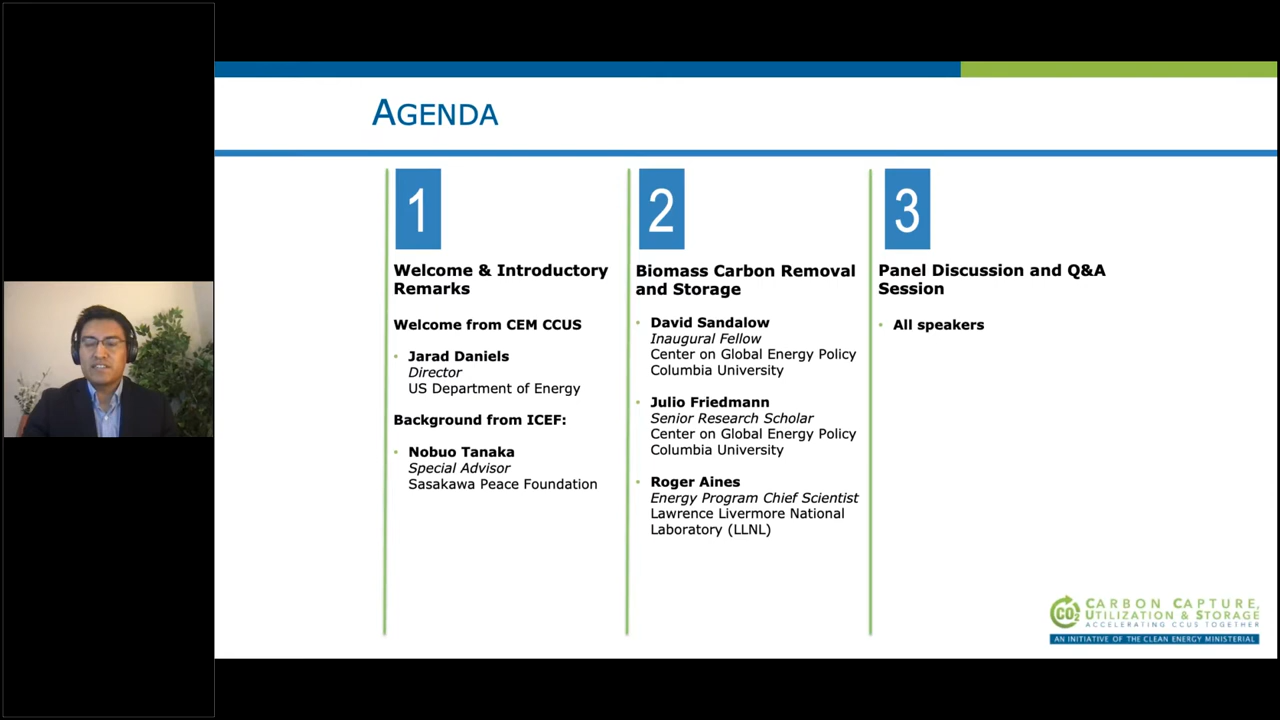 AGENDA
1
Welcome & Introductory
Remarks
Welcome from CEM CCUS
• Jarad Daniels
Director
US Department of Energy
Background from ICEF:
• Nobuo Tanaka
Special Advisor
Sasakawa Peace Foundation
2
Biomass Carbon Removal
and Storage
• David Sandalow
Inaugural Fellow
Center on Global Energy Policy
Columbia University
• Julio Friedmann
Senior Research Scholar
Center on Global Energy Policy
Columbia University
• Roger Aines
Energy Program Chief Scientist
Lawrence Livermore National
Laboratory (LLNL)
3
Panel Discussion and Q&A
Session
• All speakers
CO2
CARBON CAPTURE,
UTILIZATION & STORAGE
ACCELERATING CCUS TOGETHER
AN INITIATIVE OF THE CLEAN ENERGY MINISTERIAL